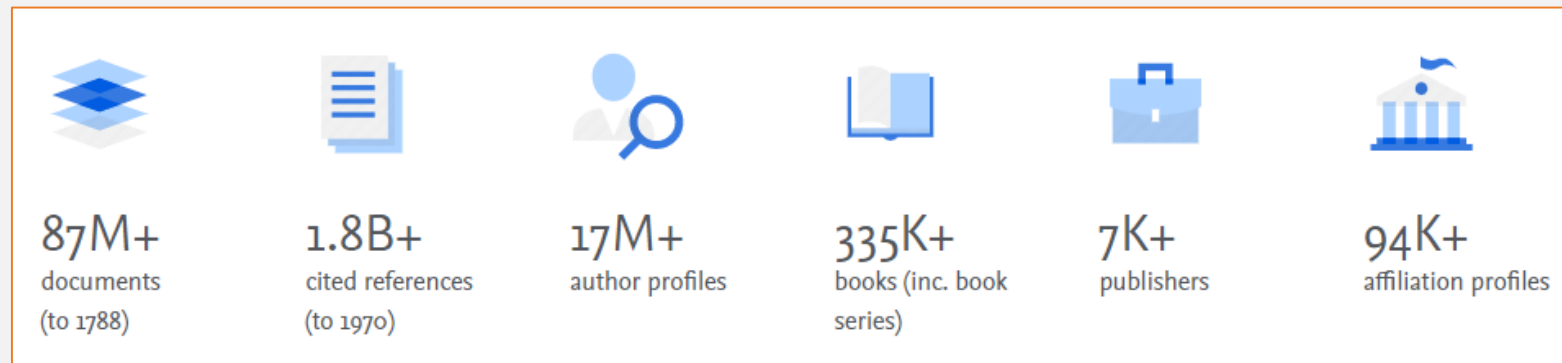 87M+
documents
(to 1788)
1.8B+
cited references
(to 1970)
17M+
author profiles
335K+
books (inc. book
series)
7K+
publishers
94K+
affiliation profiles